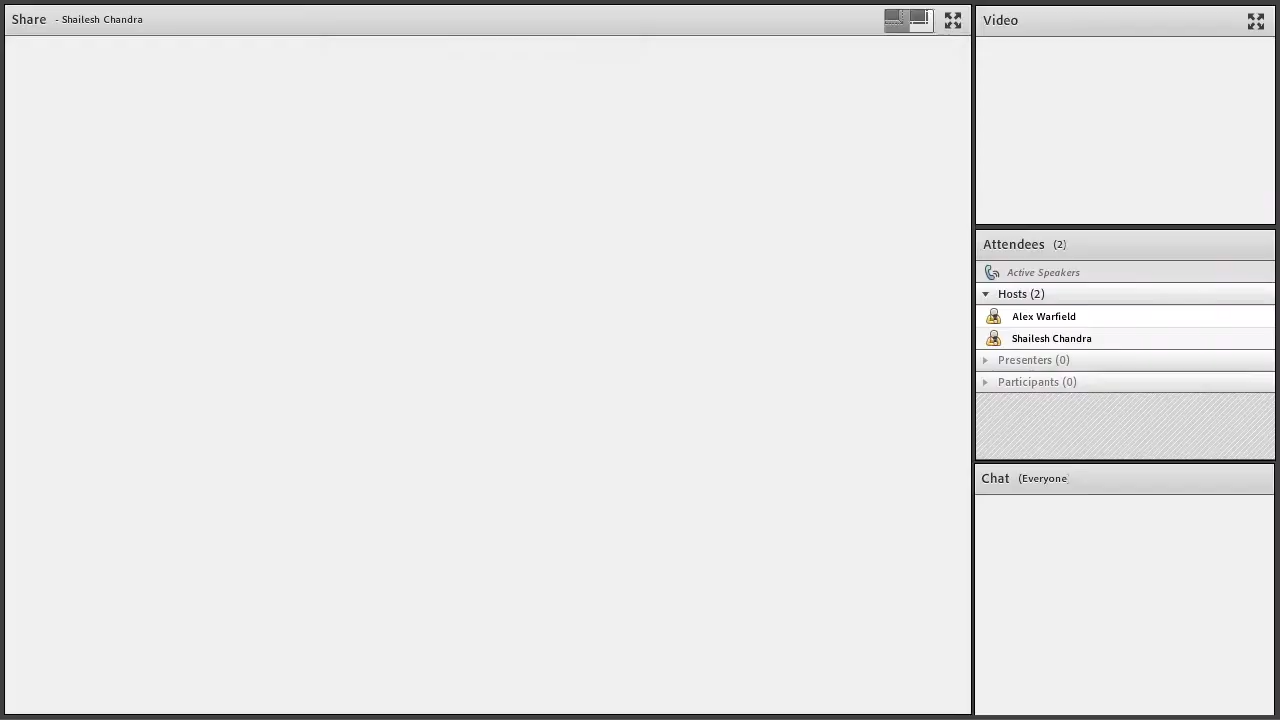 Share - Shailesh Chandra
Video
Attendees (2)
Active Speakers
Hosts (2)
Alex Warfield
Shailesh Chandra
Presenters (0)
Participants (0)
Chat (Everyone